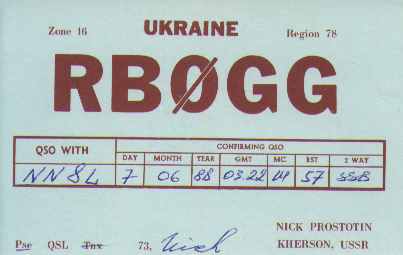 Zone 16 UKRAINE Region 78
RBØGG
QSO WITH CONFIRMING QSO
DAY MONTH YEAR GMT MC RST 2 WAY
NN8L 7 06 88 03.22 14 57 SSB
NICK PROSTOTIN
Pse QSL Tnx 73, Nick KHERSON, USSR